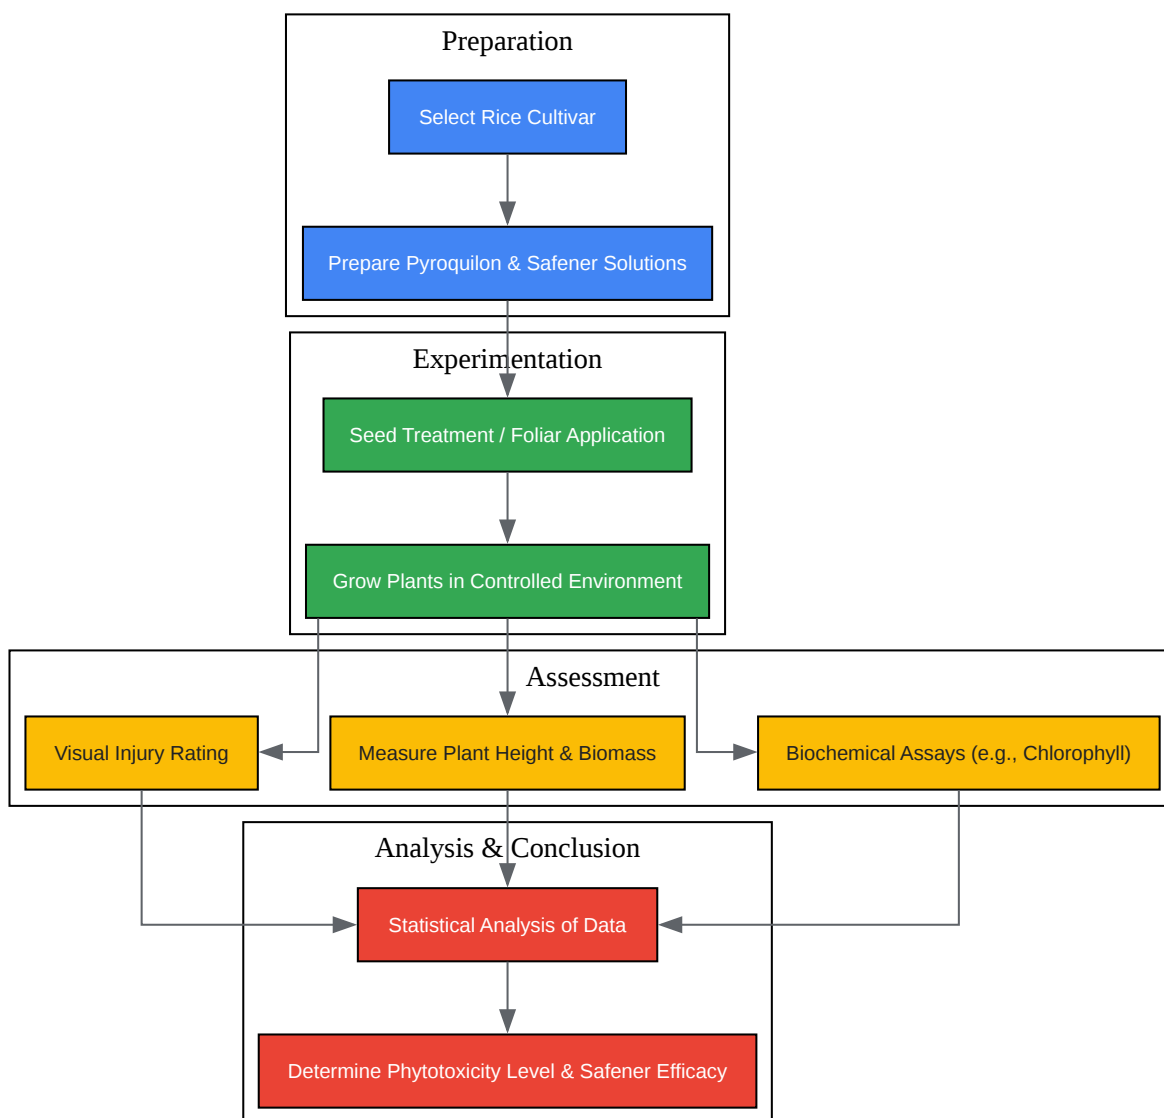 Preparation
Select Rice Cultivar
Prepare Pyroquilon & Safener Solutions
Experimentation
Seed Treatment / Foliar Application
Grow Plants in Controlled Environment
Assessment
Visual Injury Rating
Measure Plant Height & Biomass
Biochemical Assays (e.g., Chlorophyll)
Analysis & Conclusion
Statistical Analysis of Data
Determine Phytotoxicity Level & Safener Efficacy